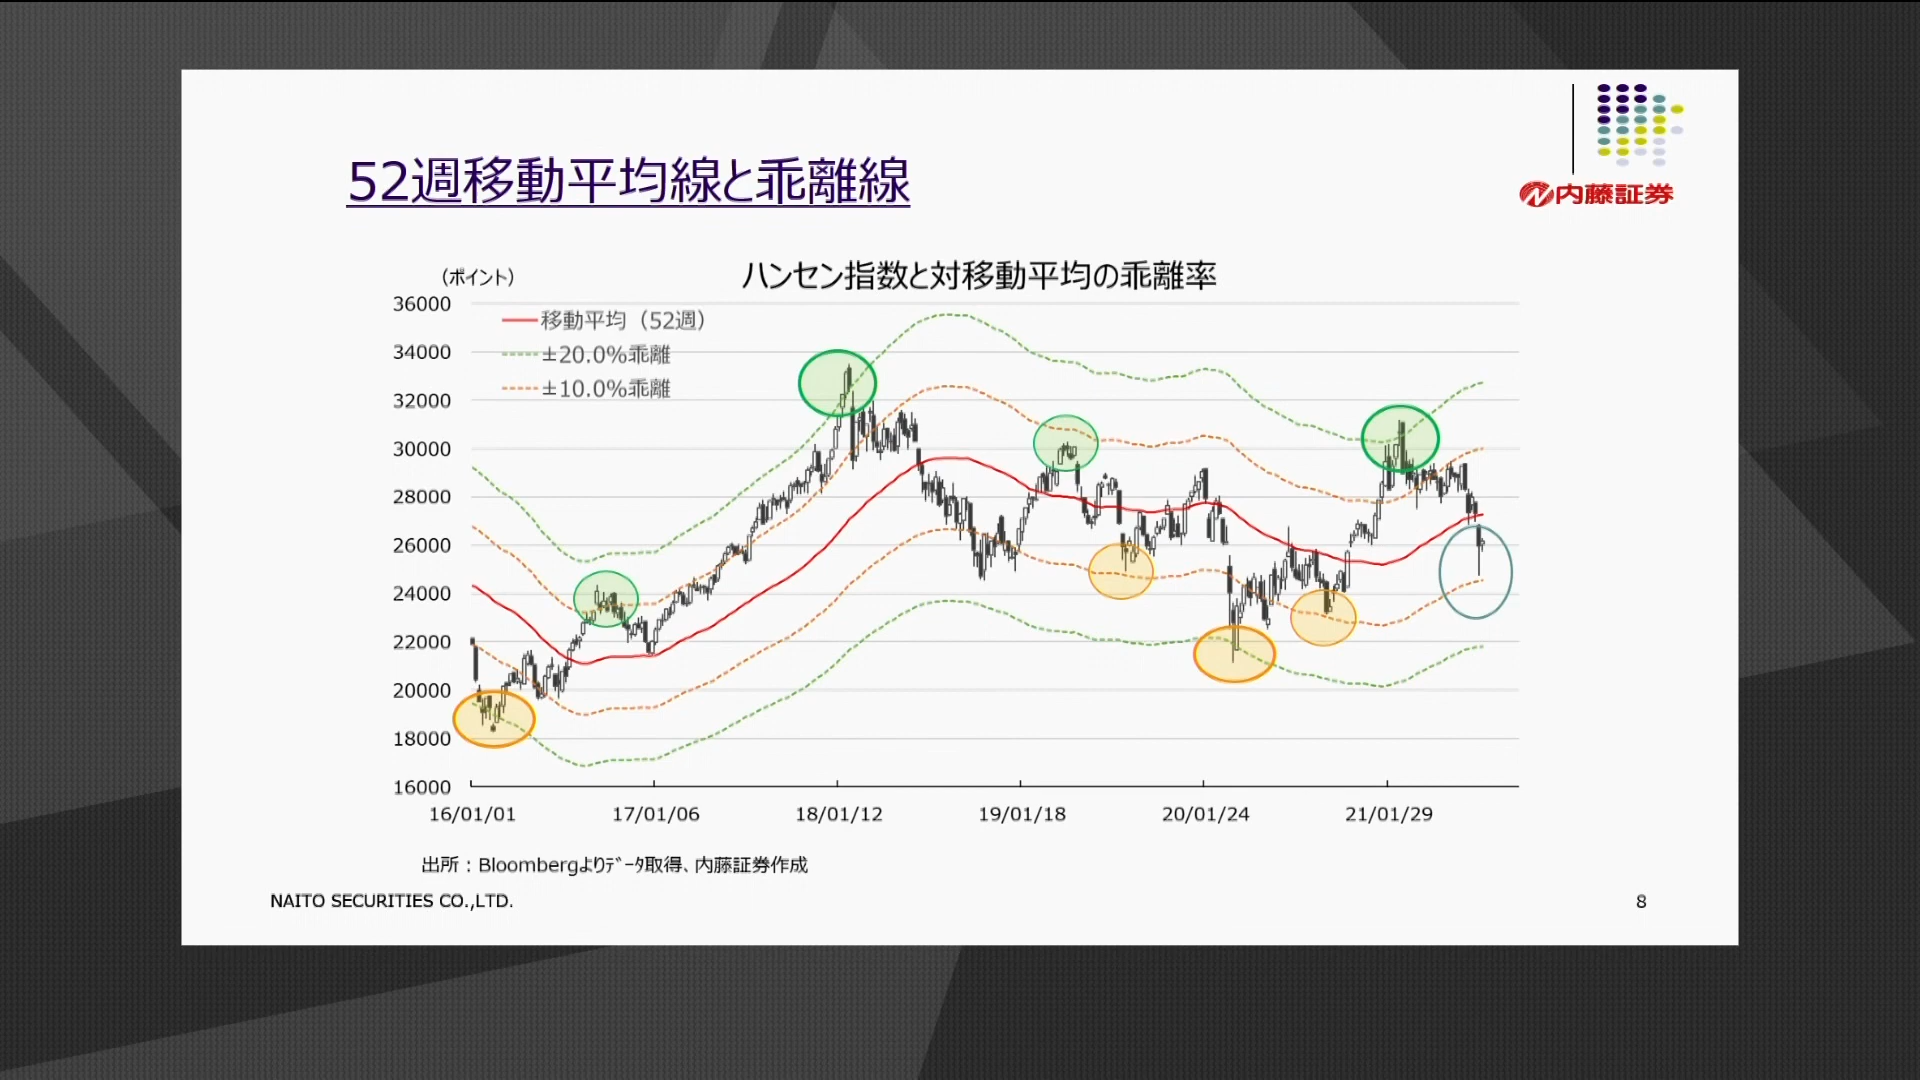 52週移動平均線と乖離線
内藤証券
ハンセン指数と対移動平均の乖離率
（ポイント）
36000
34000
32000
30000
28000
26000
24000
22000
20000
18000
16000
移動平均（52週）
±20.0%乖離
±10.0%乖離
16/01/01 17/01/06 18/01/12 19/01/18 20/01/24 21/01/29
出所：Bloombergよりﾃﾞｰﾀ取得、内藤証券作成
NAITO SECURITIES CO.,LTD.
8